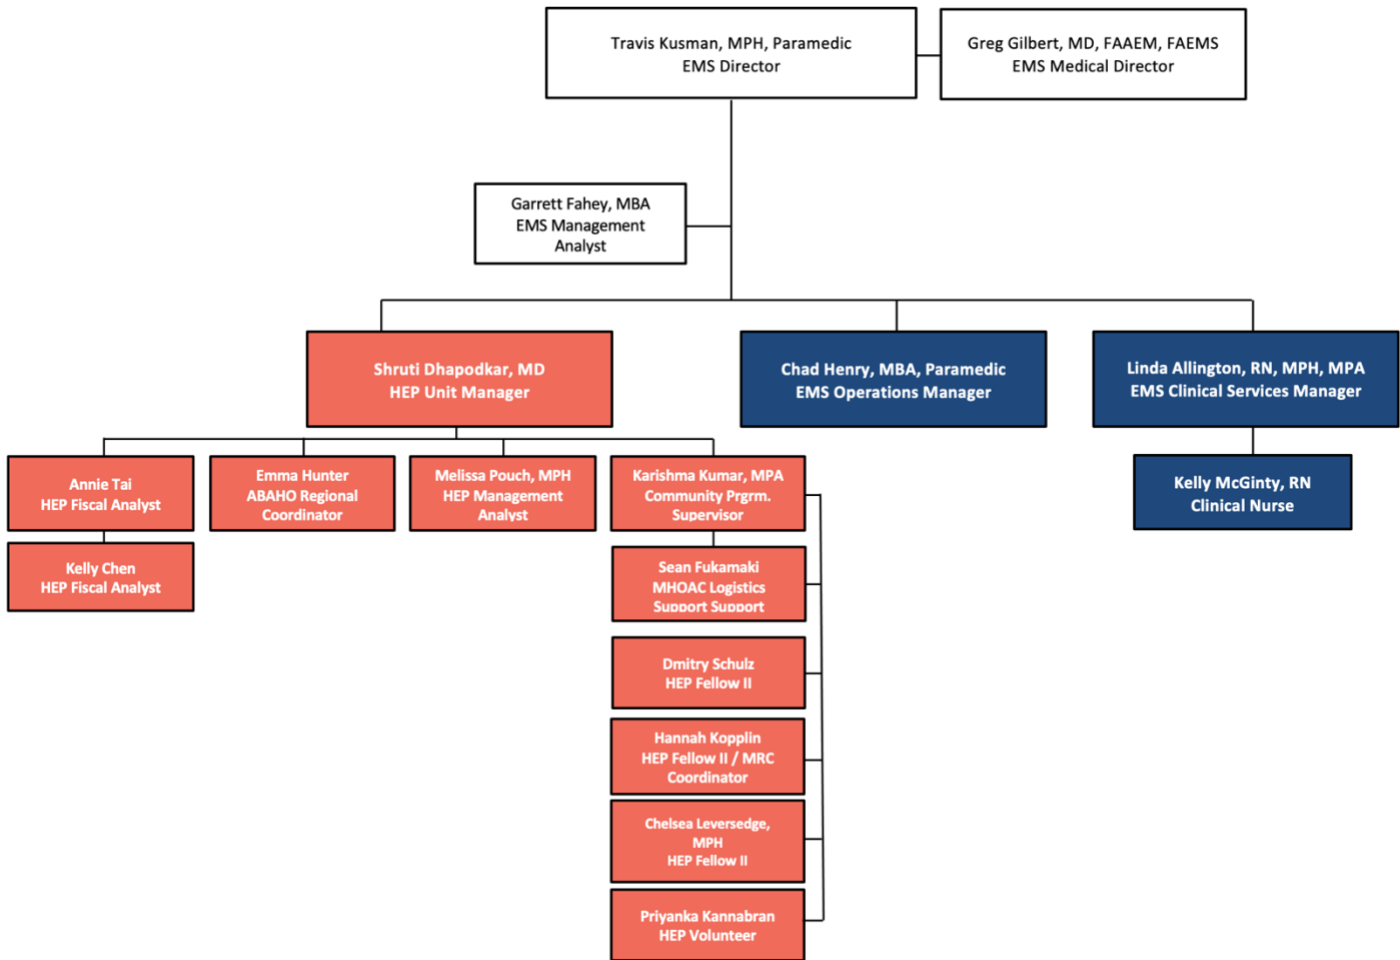 Travis Kusman, MPH, Paramedic
EMS Director
Greg Gilbert, MD, FAAEM, FAEMS
EMS Medical Director
Garrett Fahey, MBA
EMS Management
Analyst
Shruti Dhapodkar, MD
HEP Unit Manager
Chad Henry, MBA, Paramedic
EMS Operations Manager
Linda Allington, RN, MPH, MPA
EMS Clinical Services Manager
Annie Tai
HEP Fiscal Analyst
Emma Hunter
ABAHO Regional
Coordinator
Melissa Pouch, MPH
HEP Management
Analyst
Karishma Kumar, MPA
Community Prgrm.
Supervisor
Kelly McGinty, RN
Clinical Nurse
Kelly Chen
HEP Fiscal Analyst
Sean Fukamaki
MHOAC Logistics
Support Support
Dmitry Schulz
HEP Fellow II
Hannah Kopplin
HEP Fellow II / MRC
Coordinator
Chelsea Leversedge,
MPH
HEP Fellow II
Priyanka Kannabran
HEP Volunteer